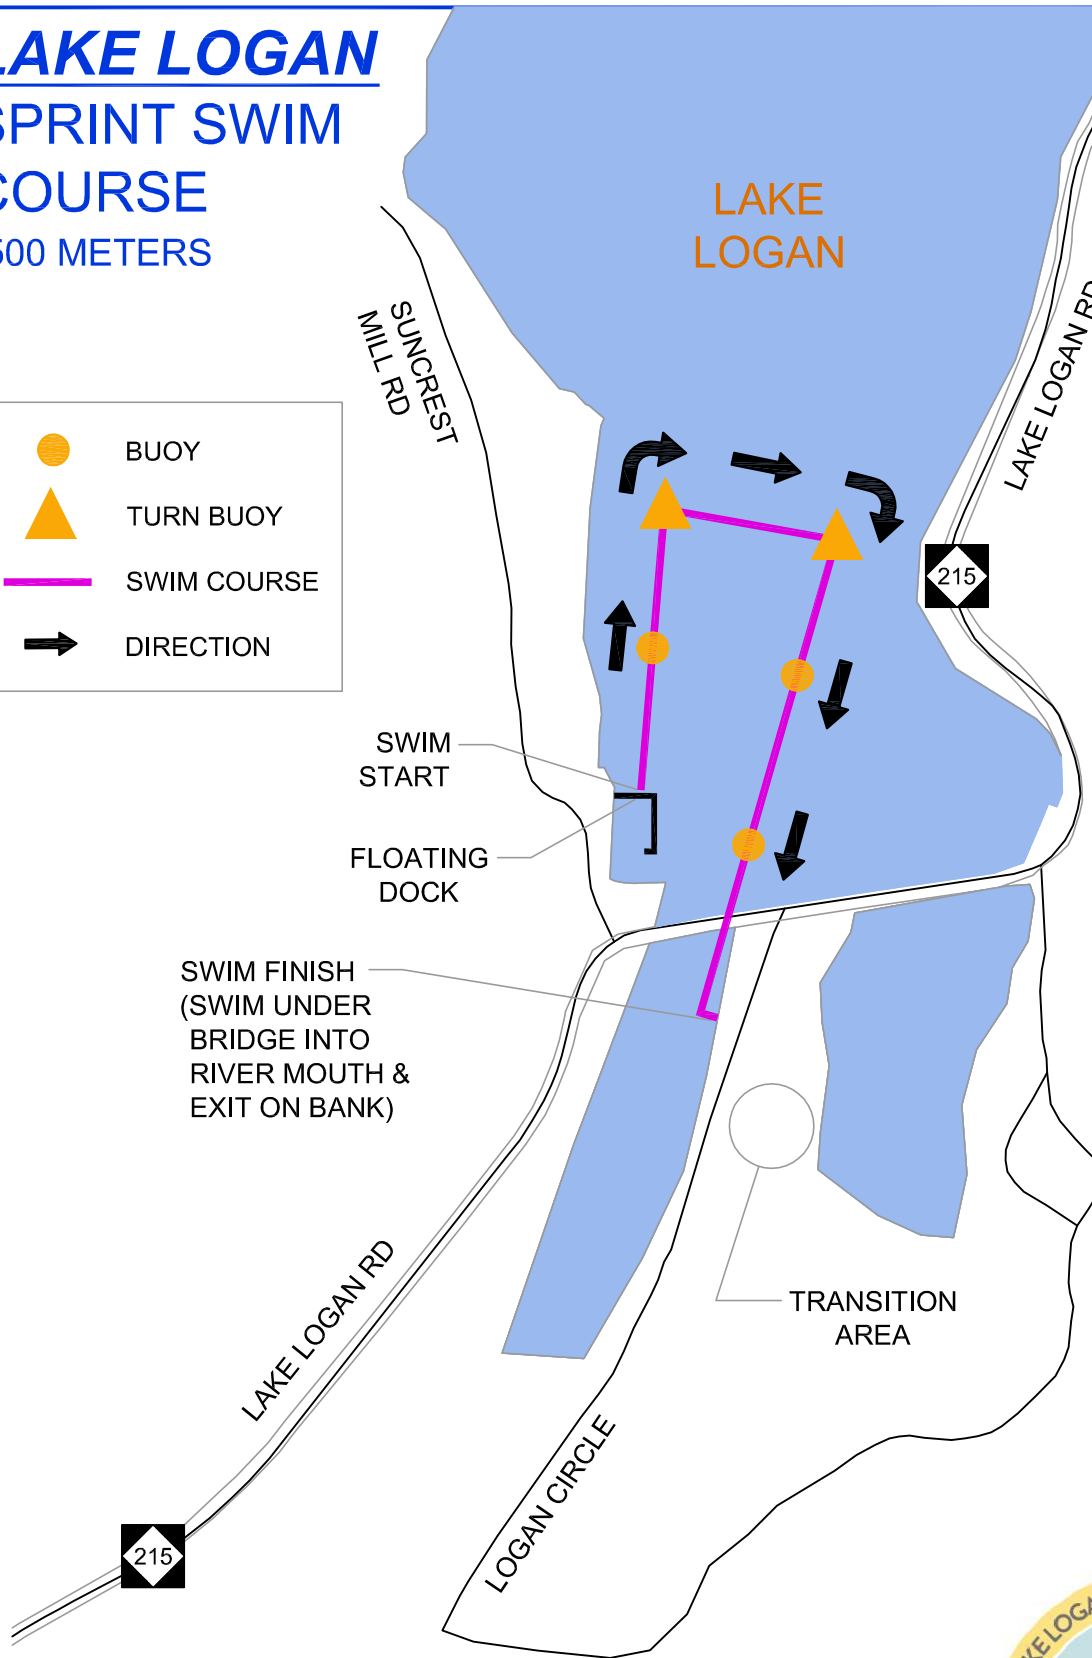 LAKE LOGAN
SPRINT SWIM
COURSE
500 METERS
LAKE
LOGAN
SUNCREST
MILL RD
LAKE LOGAN RD
BUOY
TURN BUOY
SWIM COURSE
DIRECTION
215
SWIM
START
FLOATING
DOCK
SWIM FINISH
(SWIM UNDER
BRIDGE INTO
RIVER MOUTH &
EXIT ON BANK)
TRANSITION
AREA
LAKE LOGAN RD
LOGAN CIRCLE
215